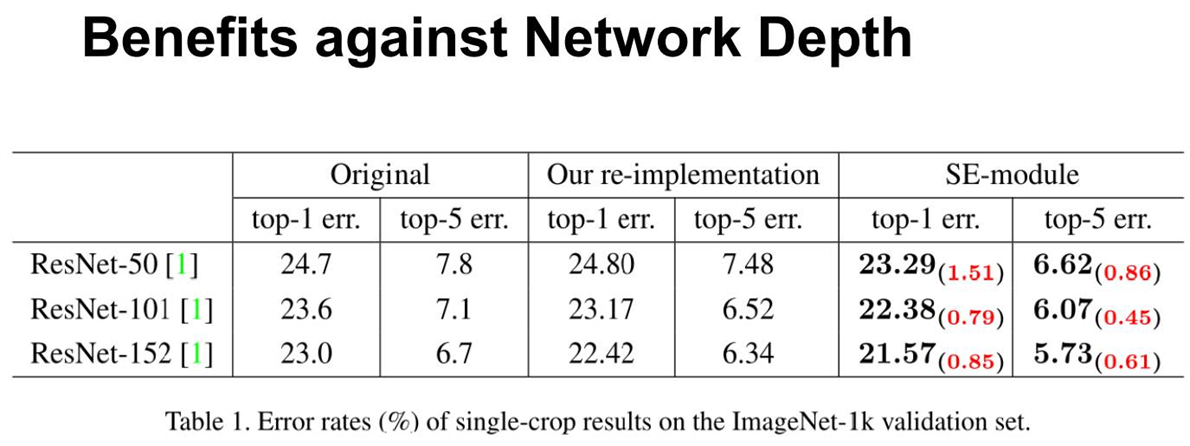 Benefits against Network Depth
Original Our re-implementation SE-module
top-1 err. top-5 err. top-1 err. top-5 err. top-1 err. top-5 err.
ResNet-50 [1] 24.7 7.8 24.80 7.48 23.29(1.51) 6.62(0.86)
ResNet-101 [1] 23.6 7.1 23.17 6.52 22.38(0.79) 6.07(0.45)
ResNet-152 [1] 23.0 6.7 22.42 6.34 21.57(0.85) 5.73(0.61)
Table 1. Error rates (%) of single-crop results on the ImageNet-1k validation set.